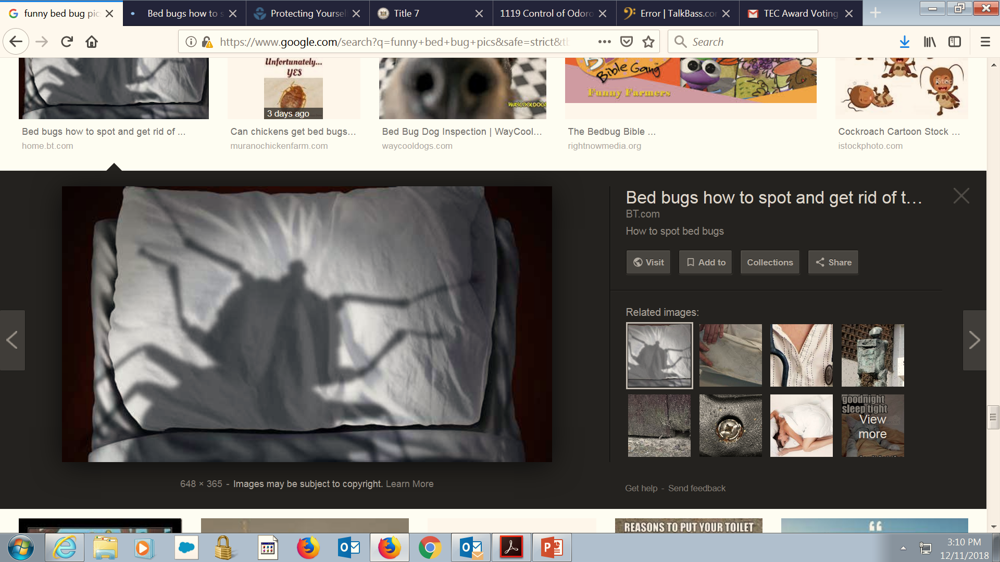 funny bed bug pic
Bed bugs how to s
Protecting Yoursel
Title 7
1119 Control of Odoro
Error | TalkBass.com
TEC Award Voting
https://www.google.com/search?q=funny+bed+bug+pics&safe=strict&tb
Search
Unfortunately...
YES
3 days ago
WAYCOOLDOGS
Bible Gang
Funny Farmers
iStock
Bed bugs how to spot and get rid of ...
home.bt.com
Can chickens get bed bugs...
muranochickenfarm.com
Bed Bug Dog Inspection | WayCool...
waycooldogs.com
The Bedbug Bible ...
rightnowmedia.org
Cockroach Cartoon Stock ...
istockphoto.com
Bed bugs how to spot and get rid of t...
BT.com
How to spot bed bugs
Visit
Add to
Collections
Share
Related images:
goodnight
sleep tight
View
more
648 × 365 - Images may be subject to copyright. Learn More
Get help - Send feedback
REASONS TO PUT YOUR TOILET
3:10 PM
12/11/2018